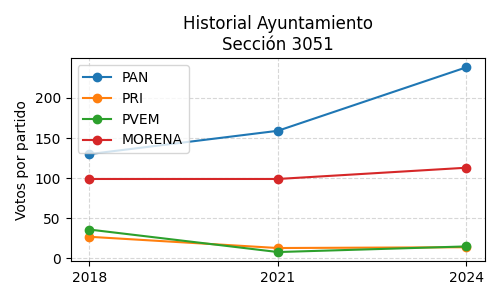 Historial Ayuntamiento
Sección 3051
Votos por partido
200
150
100
50
0
PAN
PRI
PVEM
MORENA
2018
2021
2024